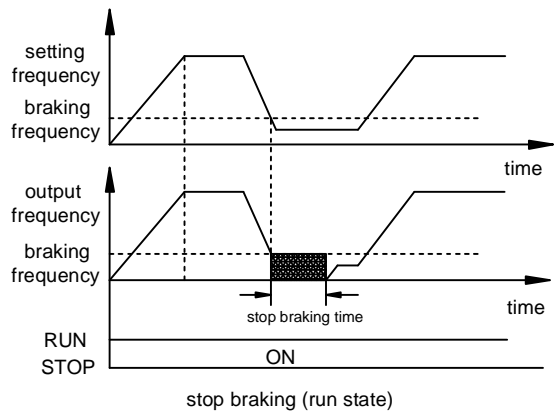 setting
frequency
braking
frequency
time
output
frequency
braking
frequency
time
stop braking time
RUN
ON
STOP
stop braking (run state)